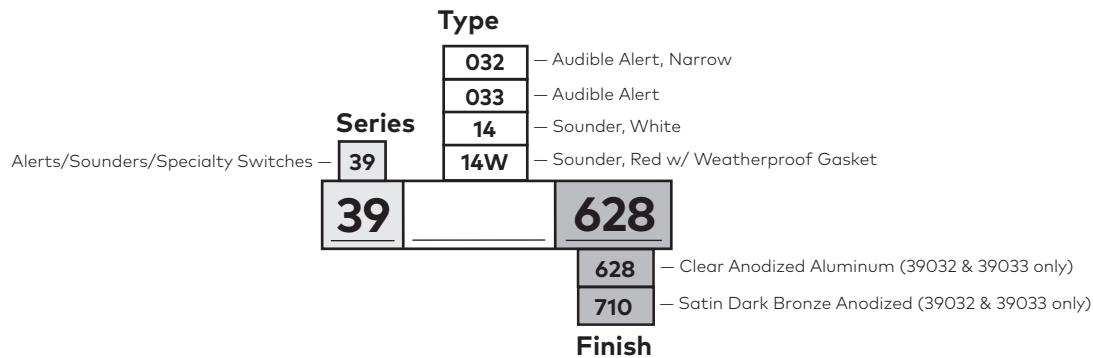 Type
032 — Audible Alert, Narrow
033 — Audible Alert
Series
14 — Sounder, White
Alerts/Sounders/Specialty Switches — 39
14W — Sounder, Red w/ Weatherproof Gasket
39 628
628 — Clear Anodized Aluminum (39032 & 39033 only)
710 — Satin Dark Bronze Anodized (39032 & 39033 only)
Finish